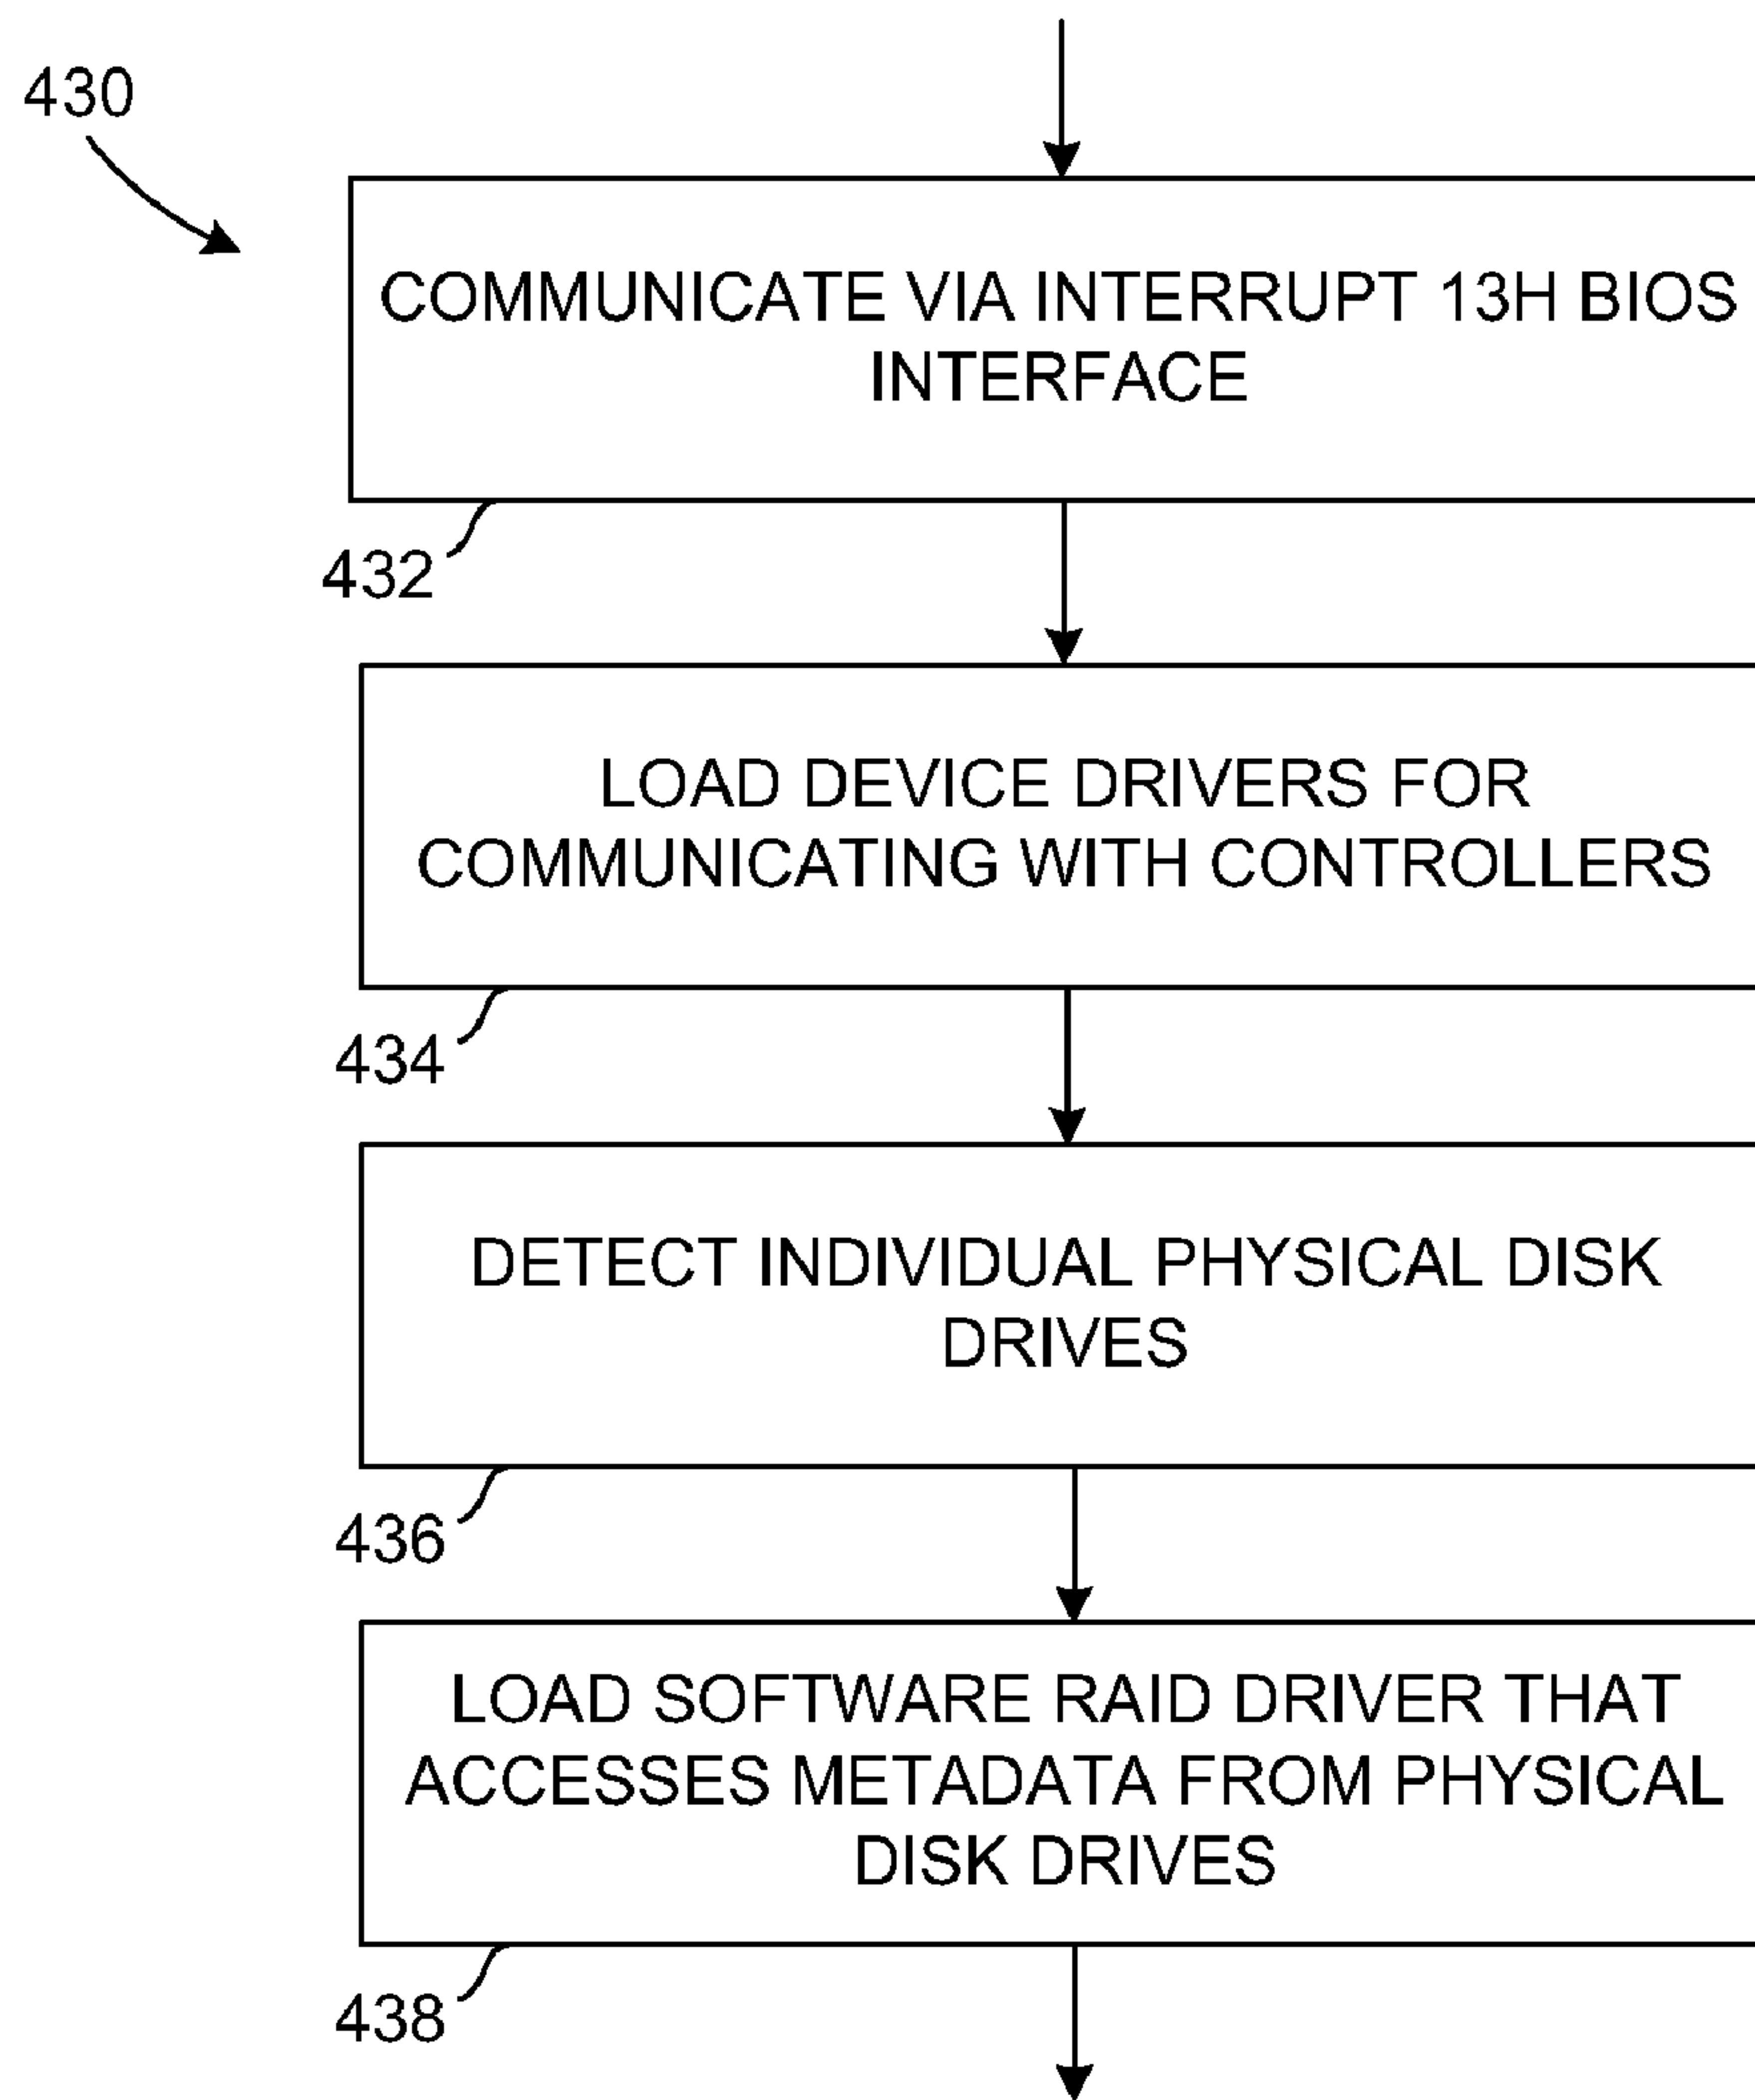 430
COMMUNICATE VIA INTERRUPT 13H BIOS
INTERFACE
432
LOAD DEVICE DRIVERS FOR
COMMUNICATING WITH CONTROLLERS
434
DETECT INDIVIDUAL PHYSICAL DISK
DRIVES
436
LOAD SOFTWARE RAID DRIVER THAT
ACCESSES METADATA FROM PHYSICAL
DISK DRIVES
438